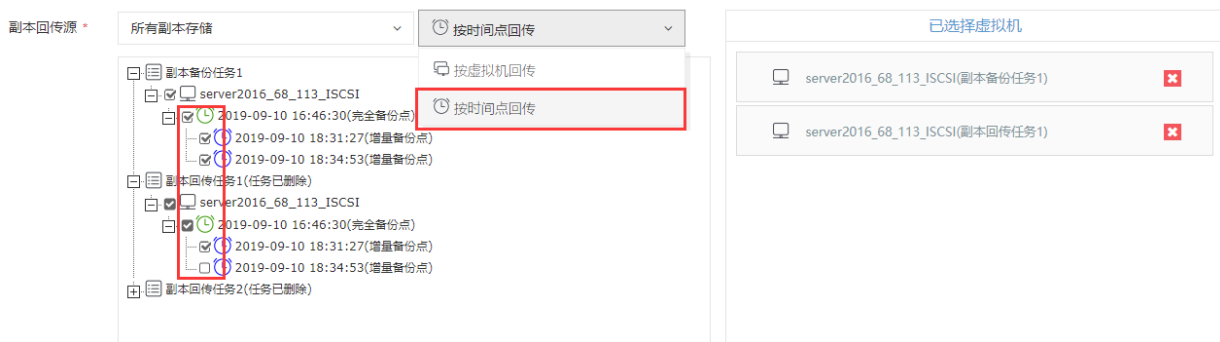 副本回传源 *
所有副本存储
按时间点回传
按虚拟机回传
按时间点回传
副本备份任务1
server2016_68_113_ISCSI
2019-09-10 16:46:30(完全备份点)
2019-09-10 18:31:27(增量备份点)
2019-09-10 18:34:53(增量备份点)
副本回传任务1(任务已删除)
server2016_68_113_ISCSI
2019-09-10 16:46:30(完全备份点)
2019-09-10 18:31:27(增量备份点)
2019-09-10 18:34:53(增量备份点)
副本回传任务2(任务已删除)
已选择虚拟机
server2016_68_113_ISCSI(副本备份任务1)
server2016_68_113_ISCSI(副本回传任务1)